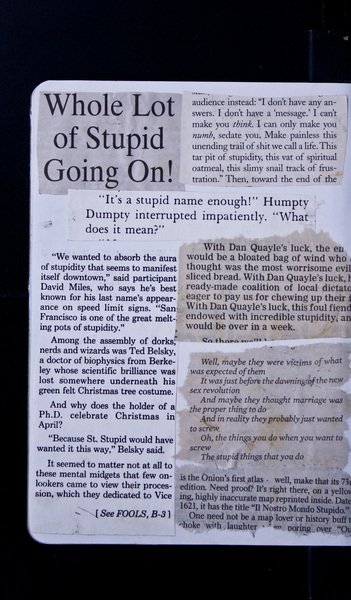 Whole Lot
of Stupid
Going On!
audience instead: "I don't have any an-
swers. I don't have a 'message.' I can't
make you think. I can only make you
numb, sedate you. Make painless this
unending trail of shit we call a life. This
tar pit of stupidity, this vat of spiritual
oatmeal, this slimy snail track of frus-
tration." Then, toward the end of the
"It's a stupid name enough!" Humpty
Dumpty interrupted impatiently. "What
does it mean?"
"We wanted to absorb the aura
of stupidity that seems to manifest
itself downtown," said participant
David Miles, who says he's best
known for his last name's appear-
ance on speed limit signs. "San
Francisco is one of the great melt-
ing pots of stupidity."
Among the assembly of dorks,
nerds and wizards was Ted Belsky,
a doctor of biophysics from Berke-
ley whose scientific brilliance was
lost somewhere underneath his
green felt Christmas tree costume.
And why does the holder of a
Ph.D. celebrate Christmas in
April?
"Because St. Stupid would have
wanted it this way," Belsky said.
It seemed to matter not at all to
these mental midgets that few on-
lookers came to view their proces-
sion, which they dedicated to Vice
[See FOOLS, B-3]
With Dan Quayle's luck, the en
would be a bloated bag of wind who
thought was the most worrisome evil
sliced bread. With Dan Quayle's luck, h
ready-made coalition of local dictato
eager to pay us for chewing up their
With Dan Quayle's luck, this foul fiend
endowed with incredible stupidity, an
would be over in a week.
Well, maybe they were victims of what
was expected of them
It was just before the dawning of the new
sex revolution
And maybe they thought marriage was
the proper thing to do
And in reality they probably just wanted
to screw
Oh, the things you do when you want to
screw
The stupid things that you do
is the Onion's first atlas - well, make that its 73
edition. Need proof? It's right there, on a yellow
ing, highly inaccurate map reprinted inside. Date
1621, it has the title "Il Nostro Mondo Stupido."
One need not be a map lover or history buff
choke with laughter poring over "Ou